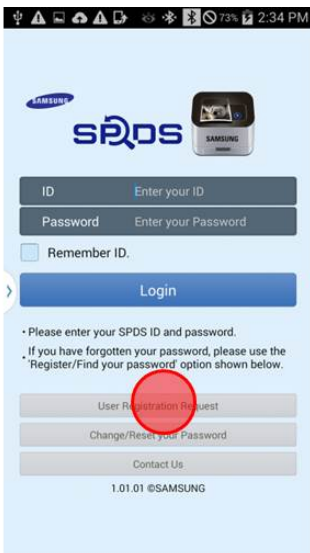 73% 2:34 PM
SAMSUNG
SPDS
SAMSUNG
ID Enter your ID
Password Enter your Password
Remember ID.
Login
• Please enter your SPDS ID and password.
• If you have forgotten your password, please use the
'Register/Find your password' option shown below.
User Registration Request
Change/Reset your Password
Contact Us
1.01.01 ©SAMSUNG